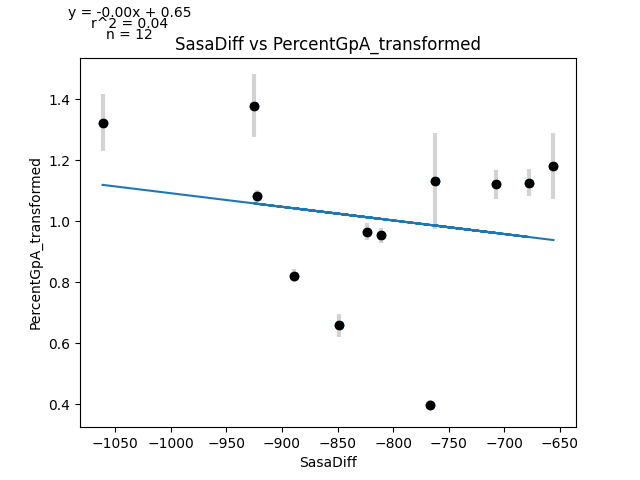 y = -0.00x + 0.65
r^2 = 0.04
n = 12
SasaDiff vs PercentGpA_transformed
PercentGpA_transformed
1.4
1.2
1.0
0.8
0.6
0.4
−1050 −1000 −950 −900 −850 −800 −750 −700 −650
SasaDiff